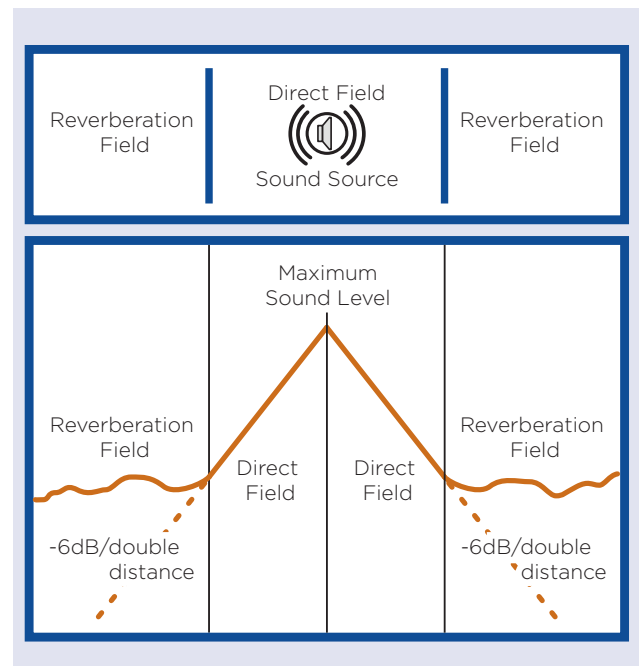 Reverberation
Field
Direct Field
Sound Source
Reverberation
Field
Maximum
Sound Level
Reverberation
Field
Direct
Field
Direct
Field
Reverberation
Field
-6dB/double
distance
-6dB/double
distance